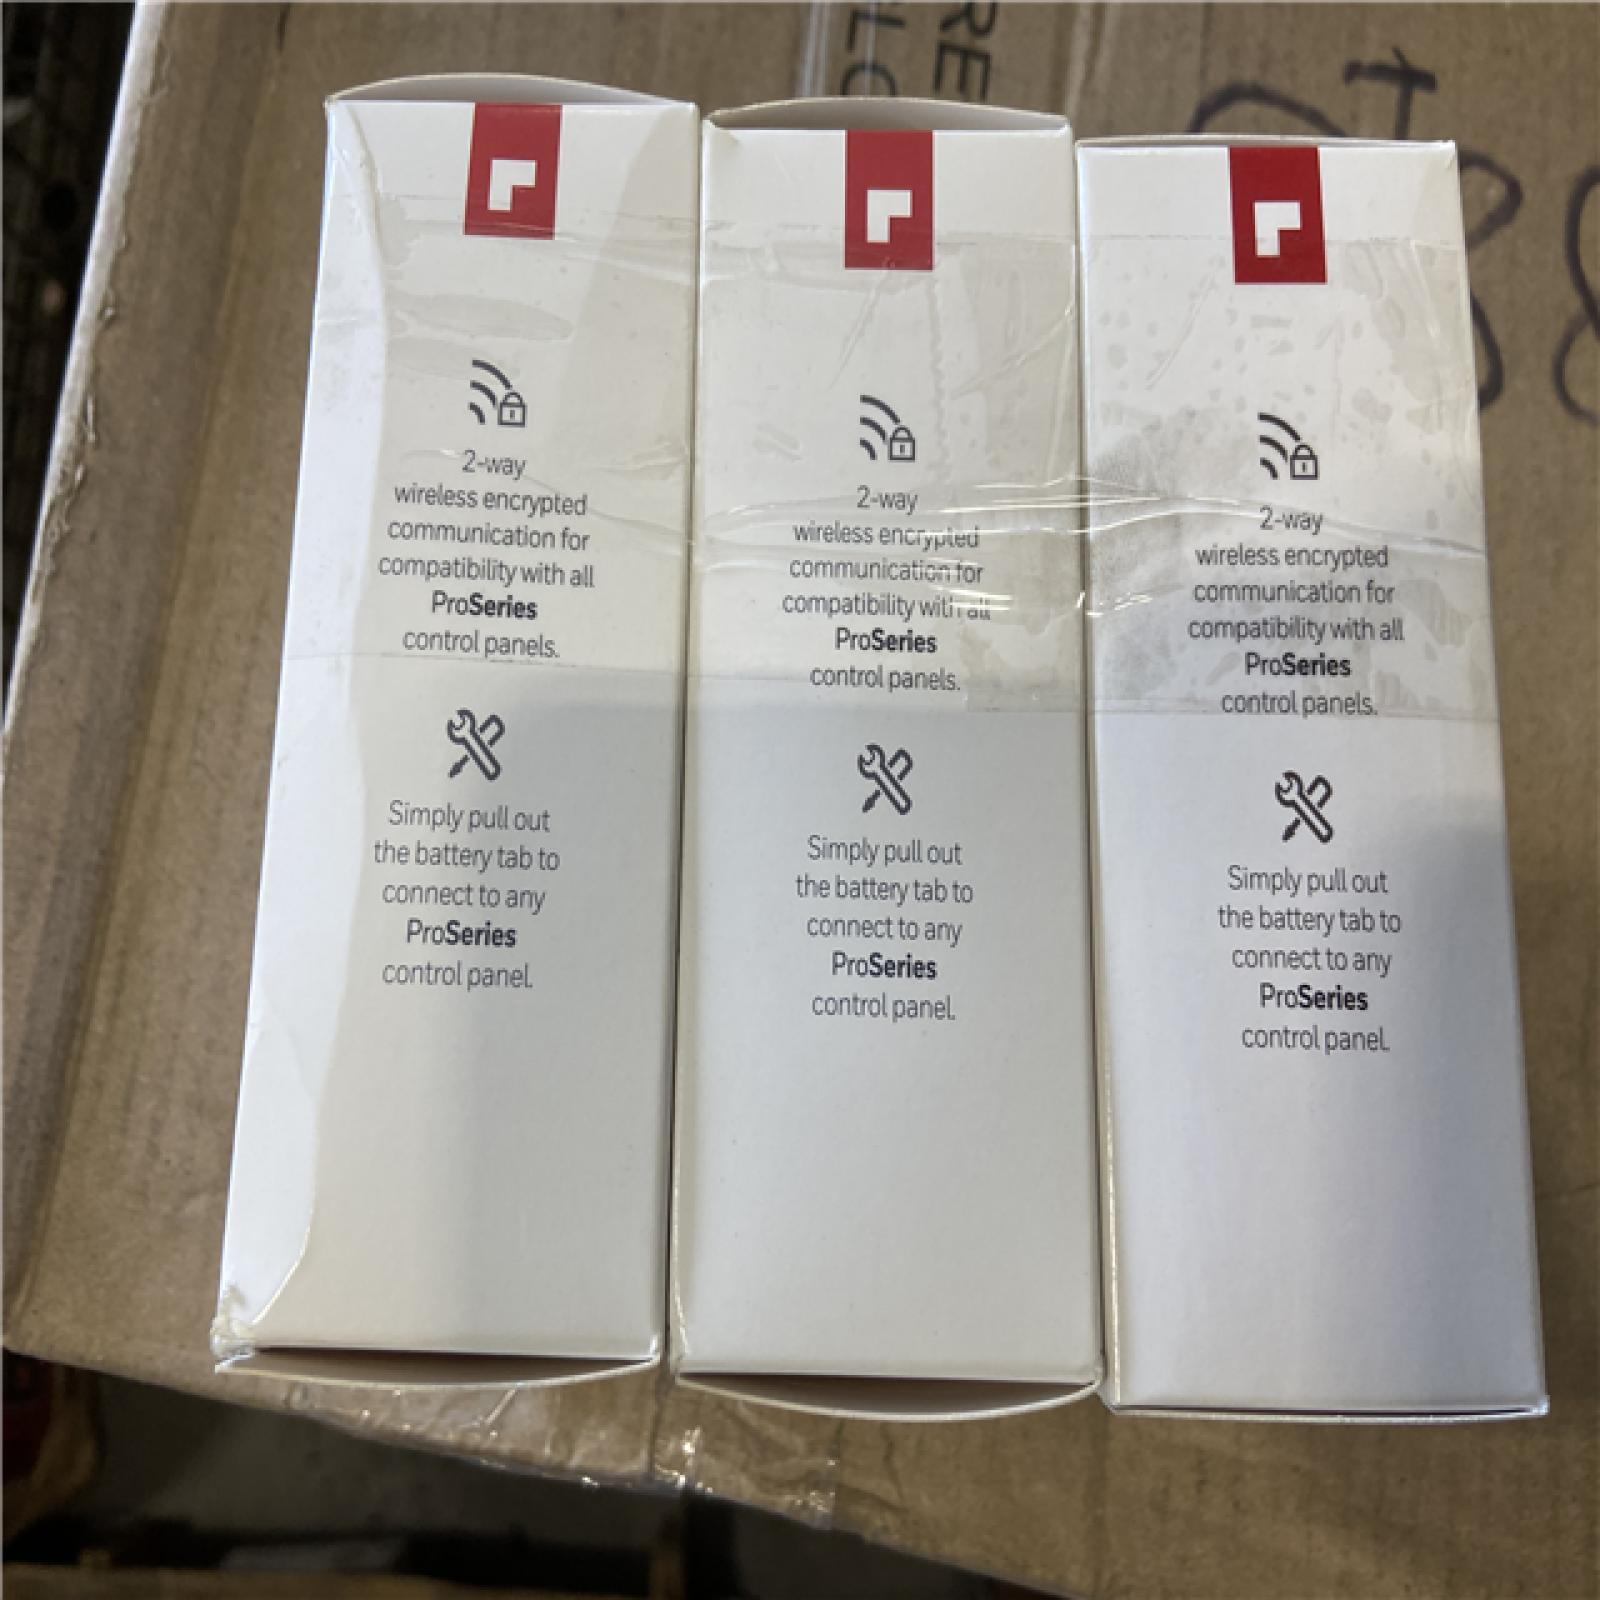 2-way
wireless encrypted
communication for
compatibility with all
ProSeries
control panels.
Simply pull out
the battery tab to
connect to any
ProSeries
control panel.
2-way
wireless encrypted
communication for
compatibility with all
ProSeries
control panels.
Simply pull out
the battery tab to
connect to any
ProSeries
control panel.
2-way
wireless encrypted
communication for
compatibility with all
ProSeries
control panels.
Simply pull out
the battery tab to
connect to any
ProSeries
control panel.
RE